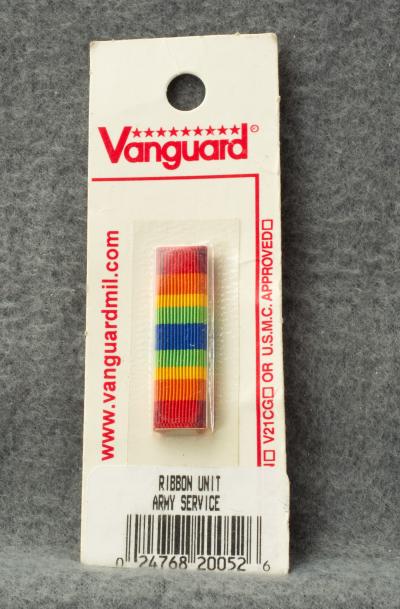 Vanguard®
www.vanguardmil.com
V21CG□ OR U.S.M.C. APPROVED□
RIBBON UNIT
ARMY SERVICE
0 24768 20052 6